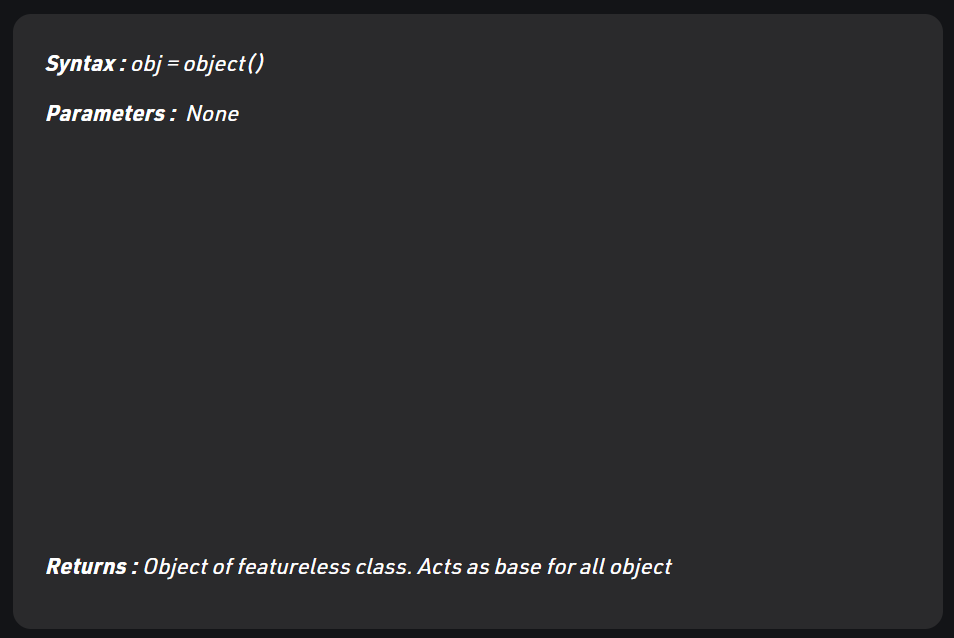 Syntax : obj = object()
Parameters : None
Returns : Object of featureless class. Acts as base for all object